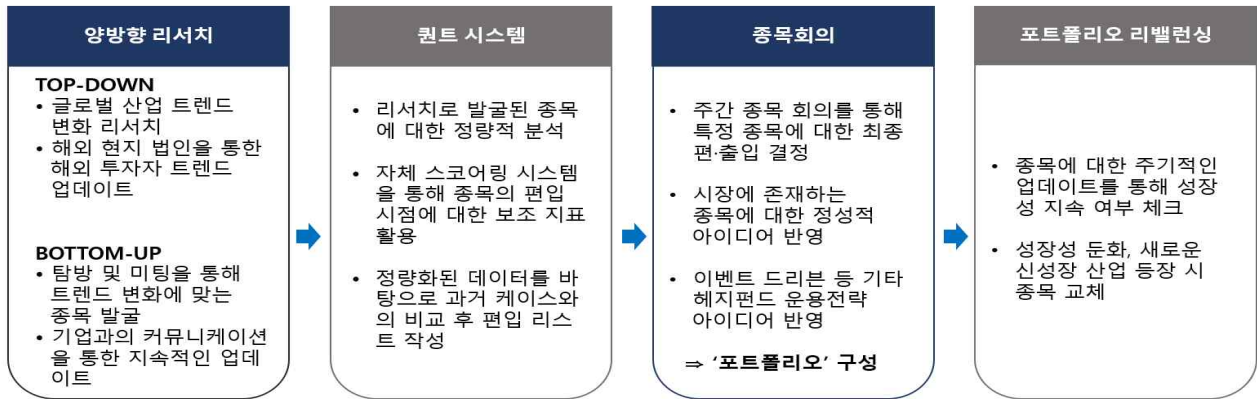 양방향 리서치
TOP-DOWN
• 글로벌 산업 트렌드
변화 리서치
• 해외 현지 법인을 통한
해외 투자자 트렌드
업데이트
BOTTOM-UP
• 탐방 및 미팅을 통해
트렌드 변화에 맞는
종목 발굴
• 기업과의 커뮤니케이션
을 통한 지속적인 업데
이트
퀀트 시스템
• 리서치로 발굴된 종목
에 대한 정량적 분석
• 자체 스코어링 시스템
을 통해 종목의 편입
시점에 대한 보조 지표
활용
• 정량화된 데이터를 바
탕으로 과거 케이스와
의 비교 후 편입 리스
트 작성
종목회의
• 주간 종목 회의를 통해
특정 종목에 대한 최종
편·출입 결정
• 시장에 존재하는
종목에 대한 정성적
아이디어 반영
• 이벤트 드리븐 등 기타
헤지펀드 운용전략
아이디어 반영
⇒ ‘포트폴리오’ 구성
포트폴리오 리밸런싱
• 종목에 대한 주기적인
업데이트를 통해 성장
성 지속 여부 체크
• 성장성 둔화, 새로운
신성장 산업 등장 시
종목 교체